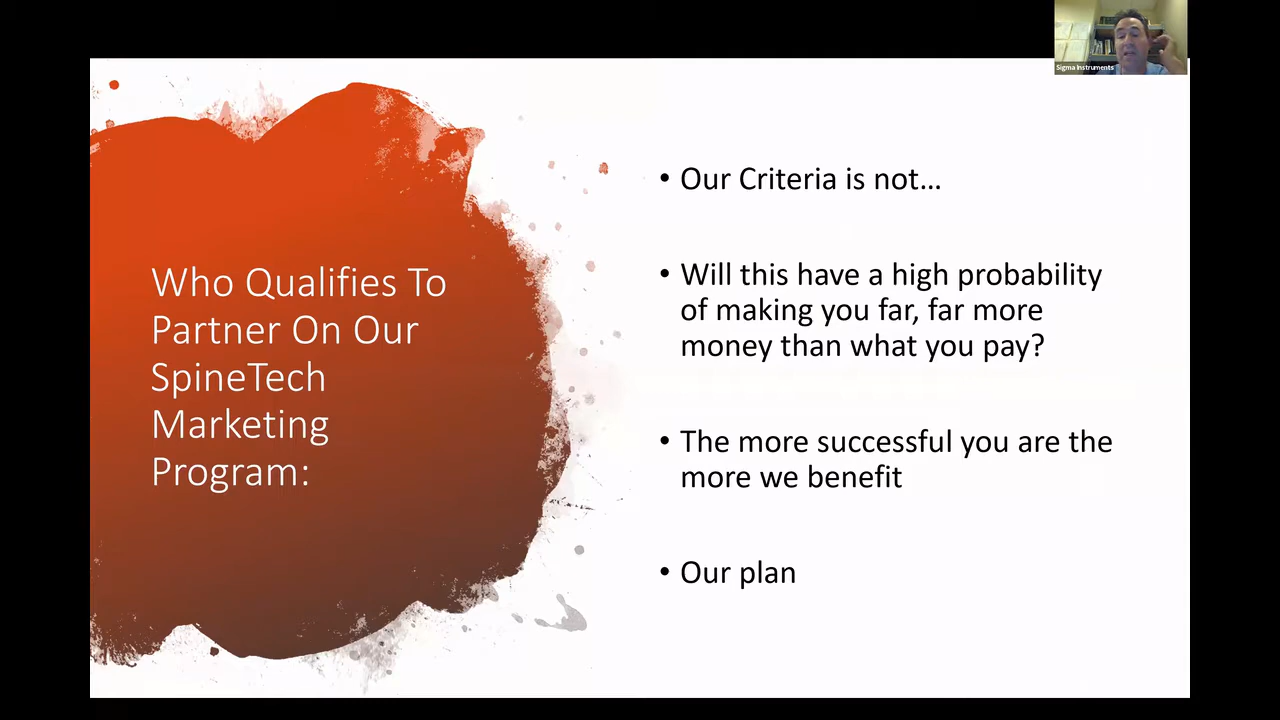 Sigma Instruments
Who Qualifies To
Partner On Our
SpineTech
Marketing
Program:
• Our Criteria is not...
• Will this have a high probability
of making you far, far more
money than what you pay?
• The more successful you are the
more we benefit
• Our plan